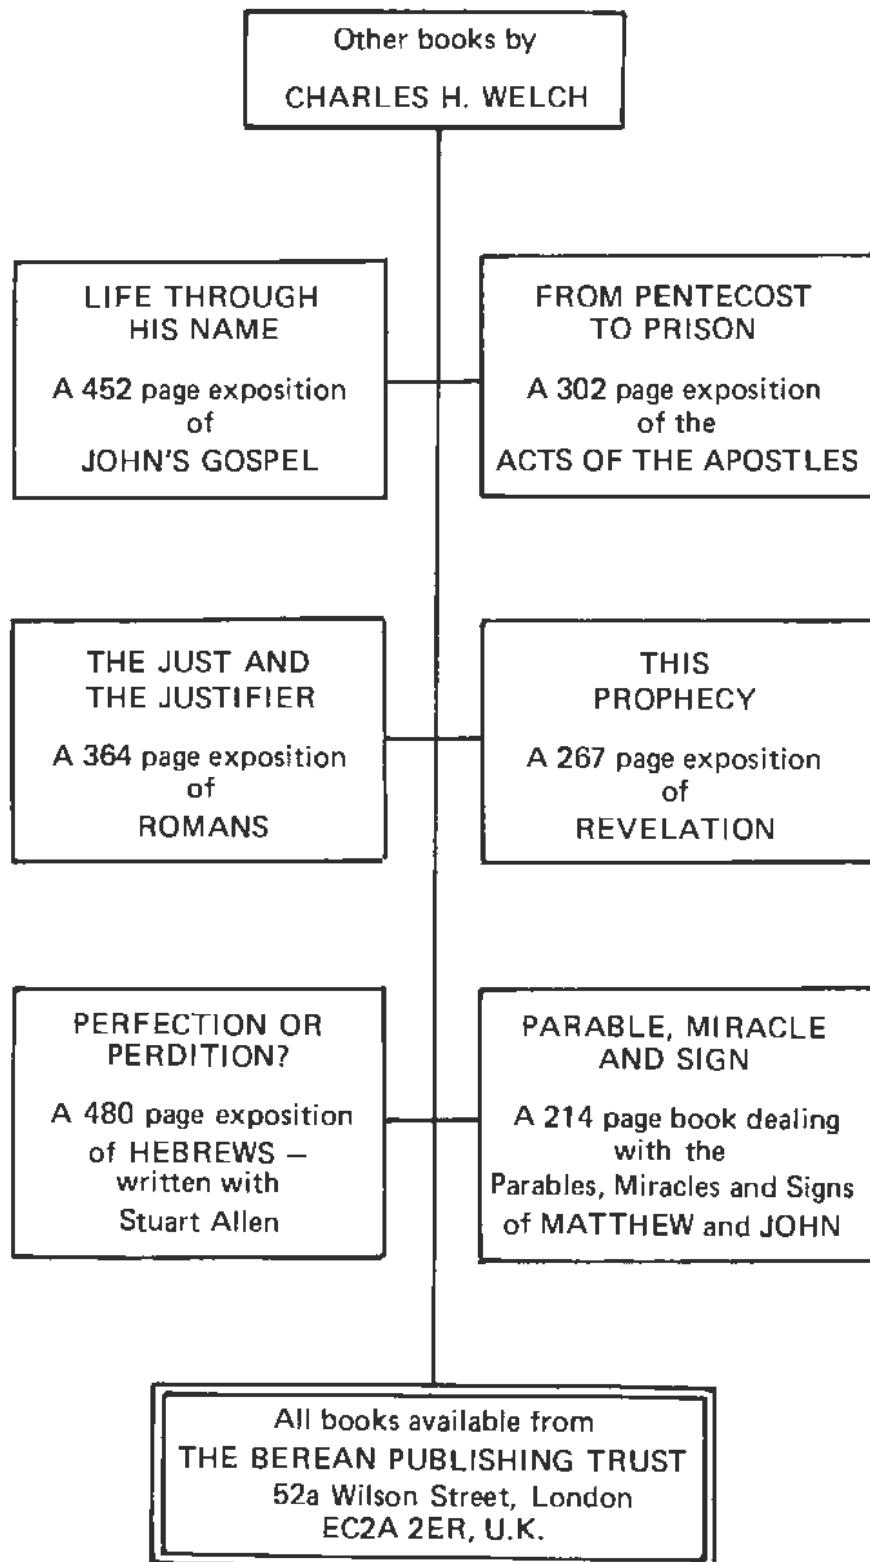 Other books by
CHARLES H. WELCH
LIFE THROUGH
HIS NAME
A 452 page exposition
of
JOHN'S GOSPEL
FROM PENTECOST
TO PRISON
A 302 page exposition
of the
ACTS OF THE APOSTLES
THE JUST AND
THE JUSTIFIER
A 364 page exposition
of
ROMANS
THIS
PROPHECY
A 267 page exposition
of
REVELATION
PERFECTION OR
PERDITION?
A 480 page exposition
of HEBREWS –
written with
Stuart Allen
PARABLE, MIRACLE
AND SIGN
A 214 page book dealing
with the
Parables, Miracles and Signs
of MATTHEW and JOHN
All books available from
THE BEREAN PUBLISHING TRUST
52a Wilson Street, London
EC2A 2ER, U.K.